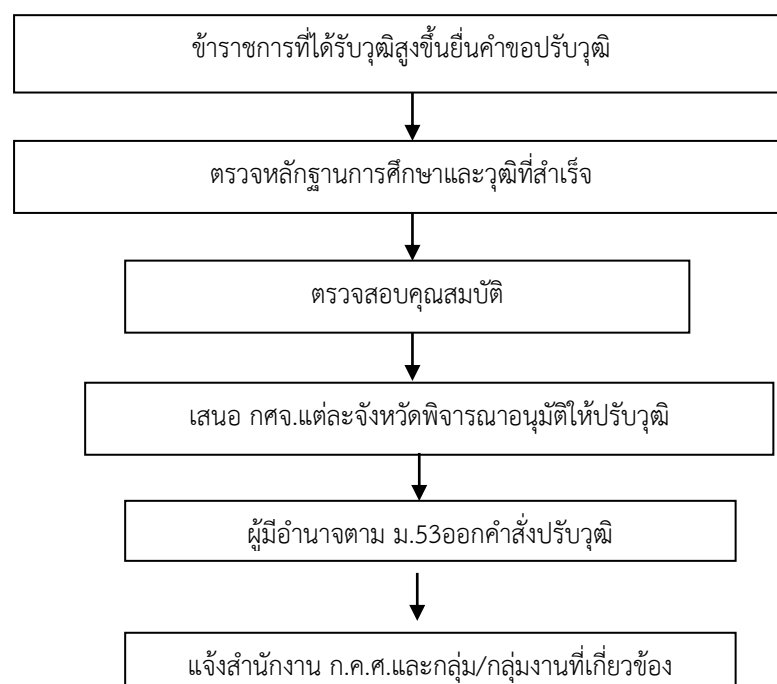 ข้าราชการที่ได้รับวุฒิสูงขึ้นยื่นคำขอปรับวุฒิ
ตรวจหลักฐานการศึกษาและวุฒิที่สำเร็จ
ตรวจสอบคุณสมบัติ
เสนอ กศจ.แต่ละจังหวัดพิจารณาอนุมัติให้ปรับวุฒิ
ผู้มีอำนาจตาม ม.53ออกคำสั่งปรับวุฒิ
แจ้งสำนักงาน ก.ค.ศ.และกลุ่ม/กลุ่มงานที่เกี่ยวข้อง